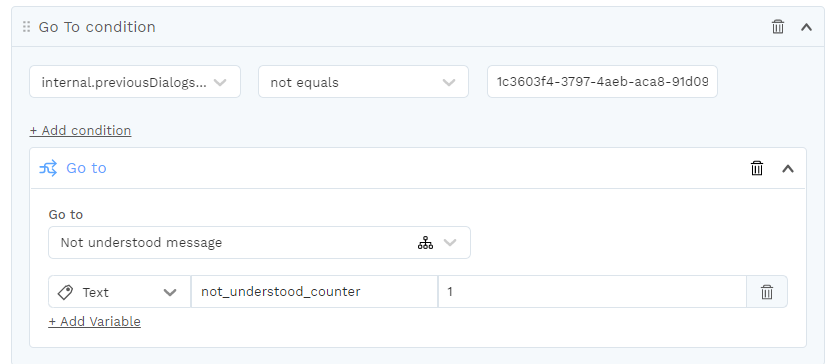 Go To condition
internal.previousDialogs... not equals 1c3603f4-3797-4aeb-aca8-91d09
+ Add condition
Go to
Go to
Not understood message
Text not_understood_counter 1
+ Add Variable